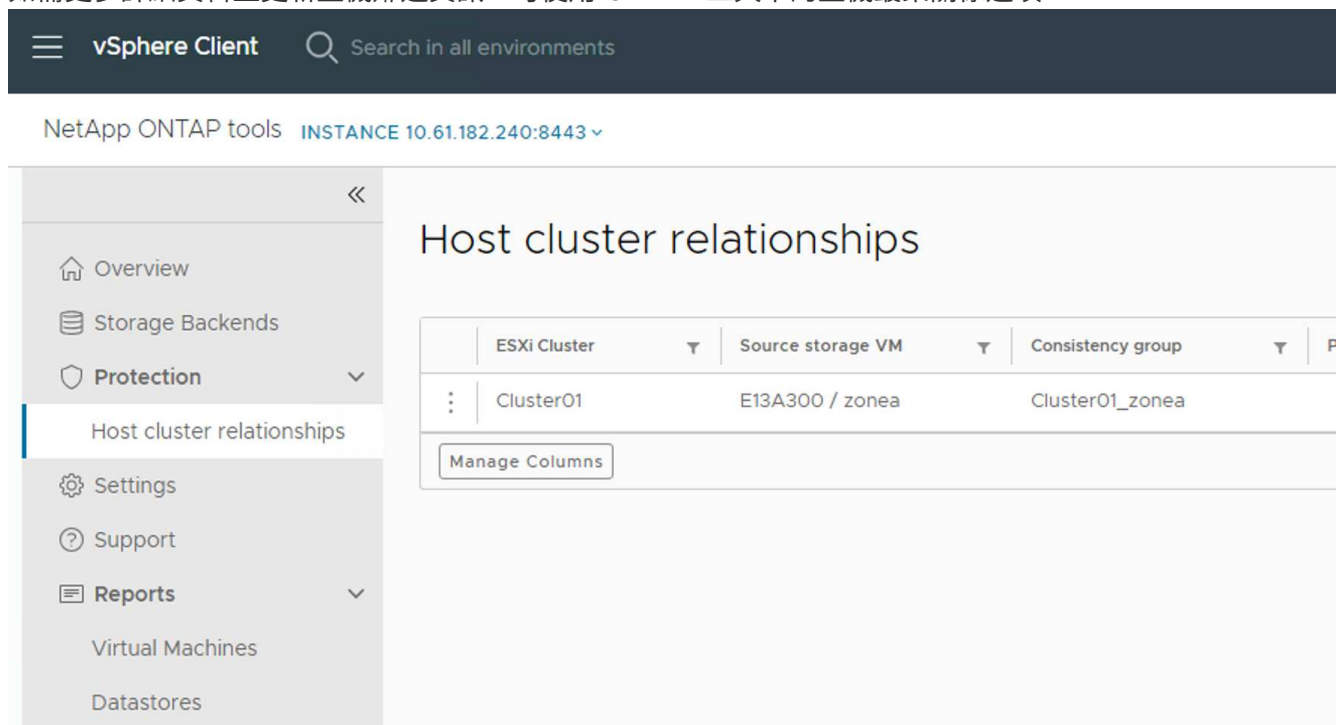 vSphere Client
Search in all environments
NetApp ONTAP tools INSTANCE 10.61.182.240:8443
Overview
Storage Backends
Protection
Host cluster relationships
Settings
Support
Reports
Virtual Machines
Datastores
Host cluster relationships
ESXi Cluster Source storage VM Consistency group P
Cluster01 E13A300 / zonea Cluster01_zonea
Manage Columns